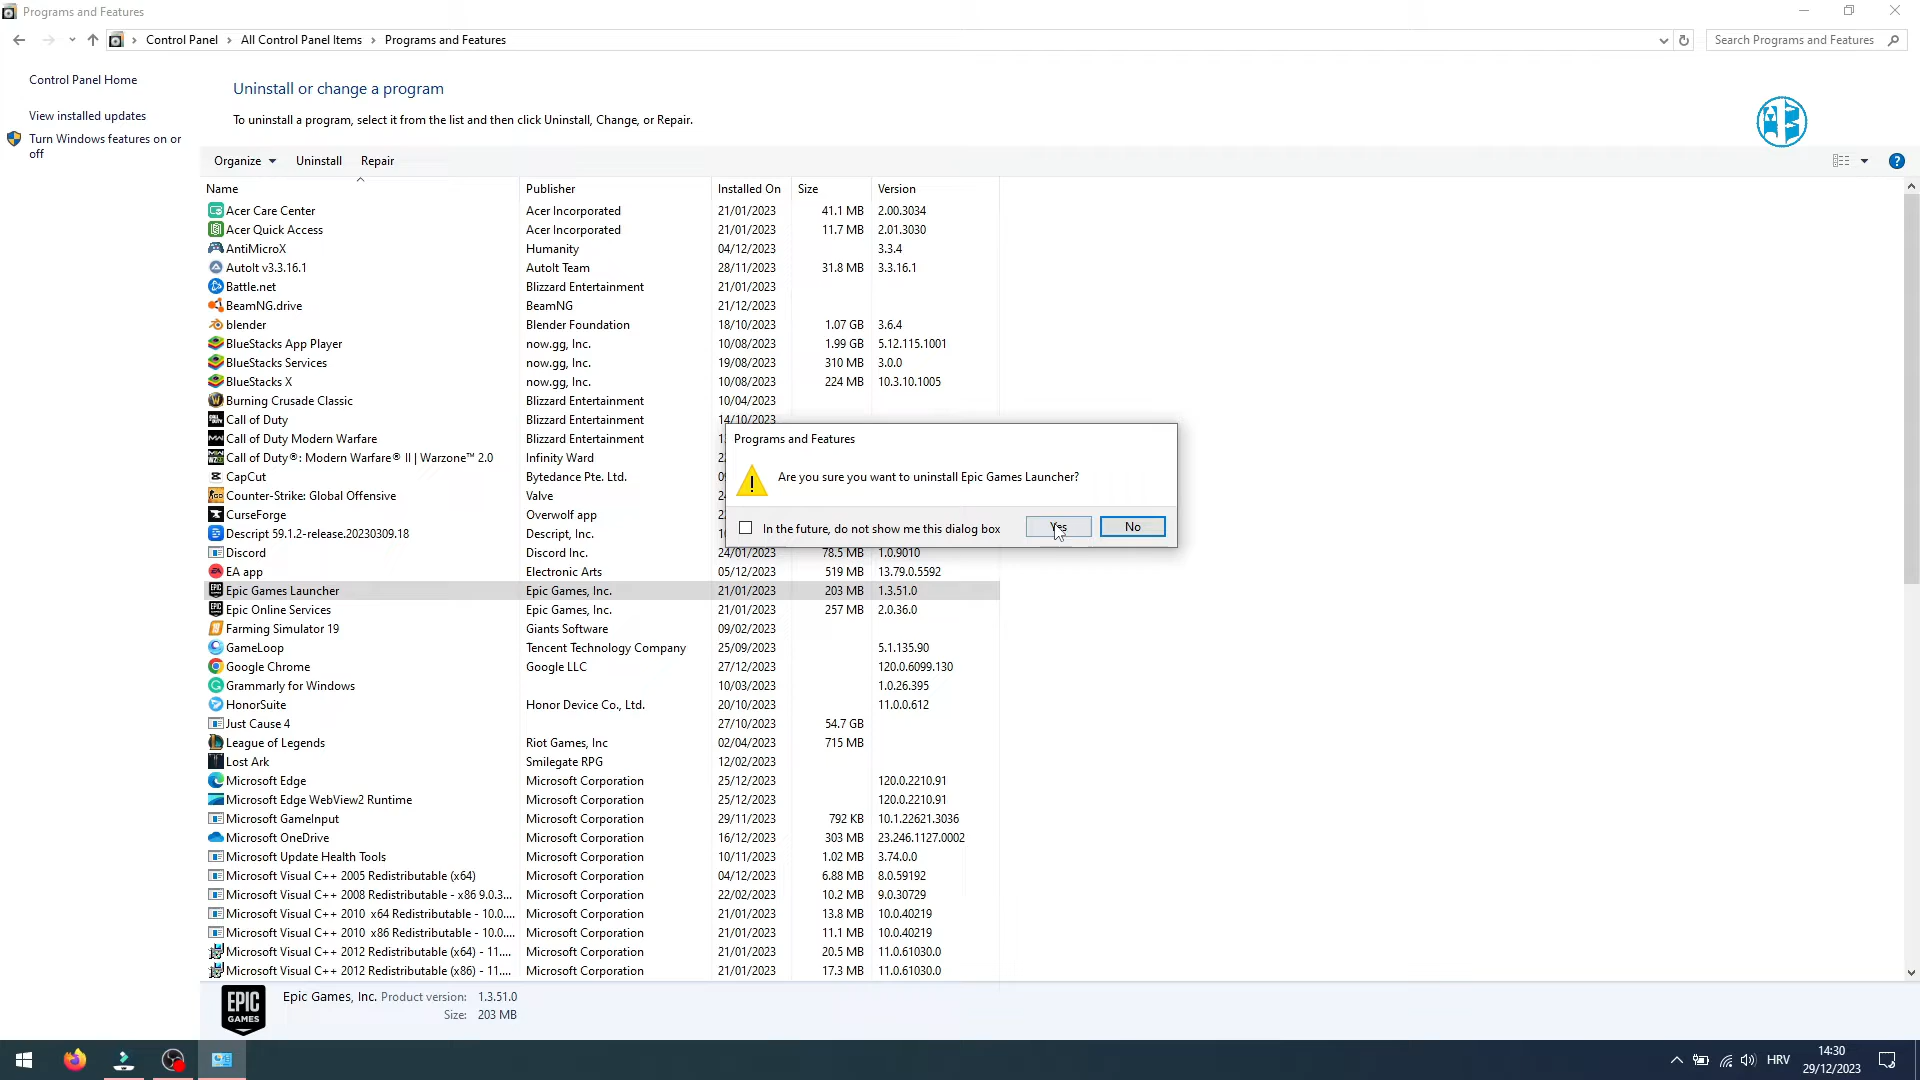 Programs and Features
Control Panel > All Control Panel Items > Programs and Features
Search Programs and Features
Control Panel Home
View installed updates
Turn Windows features on or
off
Uninstall or change a program
To uninstall a program, select it from the list and then click Uninstall, Change, or Repair.
Organize Uninstall Repair
Name Publisher Installed On Size Version
Acer Care Center Acer Incorporated 21/01/2023 41.1 MB 2.00.3034
Acer Quick Access Acer Incorporated 21/01/2023 11.7 MB 2.01.3030
AntiMicroX Humanity 04/12/2023 3.3.4
AutoIt v3.3.16.1 AutoIt Team 28/11/2023 31.8 MB 3.3.16.1
Battle.net Blizzard Entertainment 21/01/2023
BeamNG.drive BeamNG 21/12/2023
blender Blender Foundation 18/10/2023 1.07 GB 3.6.4
BlueStacks App Player now.gg, Inc. 10/08/2023 1.99 GB 5.12.115.1001
BlueStacks Services now.gg, Inc. 19/08/2023 310 MB 3.0.0
BlueStacks X now.gg, Inc. 10/08/2023 224 MB 10.3.10.1005
Burning Crusade Classic Blizzard Entertainment 10/04/2023
Call of Duty Blizzard Entertainment 14/10/2023
Call of Duty Modern Warfare Blizzard Entertainment
Call of Duty®: Modern Warfare® II | Warzone™ 2.0 Infinity Ward
CapCut Bytedance Pte. Ltd.
Counter-Strike: Global Offensive Valve
CurseForge Overwolf app
Descript 59.1.2-release.20230309.18 Descript, Inc.
Programs and Features
Are you sure you want to uninstall Epic Games Launcher?
In the future, do not show me this dialog box Yes No
Discord Discord Inc. 24/01/2023 78.5 MB 1.0.9010
EA app Electronic Arts 05/12/2023 519 MB 13.79.0.5592
Epic Games Launcher Epic Games, Inc. 21/01/2023 203 MB 1.3.51.0
Epic Online Services Epic Games, Inc. 21/01/2023 257 MB 2.0.36.0
Farming Simulator 19 Giants Software 09/02/2023
GameLoop Tencent Technology Company 25/09/2023 5.1.135.90
Google Chrome Google LLC 27/12/2023 120.0.6099.130
Grammarly for Windows 10/03/2023 1.0.26.395
HonorSuite Honor Device Co., Ltd. 20/10/2023 11.0.0.612
Just Cause 4 27/10/2023 54.7 GB
League of Legends Riot Games, Inc 02/04/2023 715 MB
Lost Ark Smilegate RPG 12/02/2023
Microsoft Edge Microsoft Corporation 25/12/2023 120.0.2210.91
Microsoft Edge WebView2 Runtime Microsoft Corporation 25/12/2023 120.0.2210.91
Microsoft GameInput Microsoft Corporation 29/11/2023 792 KB 10.1.22621.3036
Microsoft OneDrive Microsoft Corporation 16/12/2023 303 MB 23.246.1127.0002
Microsoft Update Health Tools Microsoft Corporation 10/11/2023 1.02 MB 3.74.0.0
Microsoft Visual C++ 2005 Redistributable (x64) Microsoft Corporation 04/12/2023 6.88 MB 8.0.59192
Microsoft Visual C++ 2008 Redistributable - x86 9.0.3... Microsoft Corporation 22/02/2023 10.2 MB 9.0.30729
Microsoft Visual C++ 2010 x64 Redistributable - 10.0.... Microsoft Corporation 21/01/2023 13.8 MB 10.0.40219
Microsoft Visual C++ 2010 x86 Redistributable - 10.0.... Microsoft Corporation 21/01/2023 11.1 MB 10.0.40219
Microsoft Visual C++ 2012 Redistributable (x64) - 11.... Microsoft Corporation 21/01/2023 20.5 MB 11.0.61030.0
Microsoft Visual C++ 2012 Redistributable (x86) - 11.... Microsoft Corporation 21/01/2023 17.3 MB 11.0.61030.0
EPIC GAMES
Epic Games, Inc. Product version: 1.3.51.0
Size: 203 MB
HRV
14:30
29/12/2023